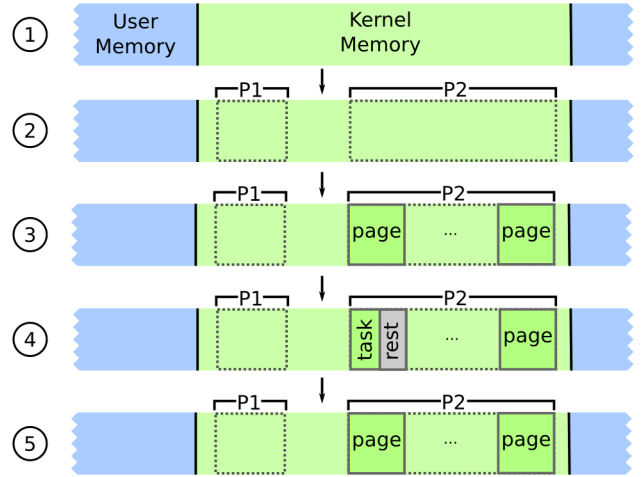 1
User
Memory
Kernel
Memory
2
P1
P2
3
P1
P2
page
...
page
4
P1
P2
task
rest
...
page
5
P1
P2
page
...
page